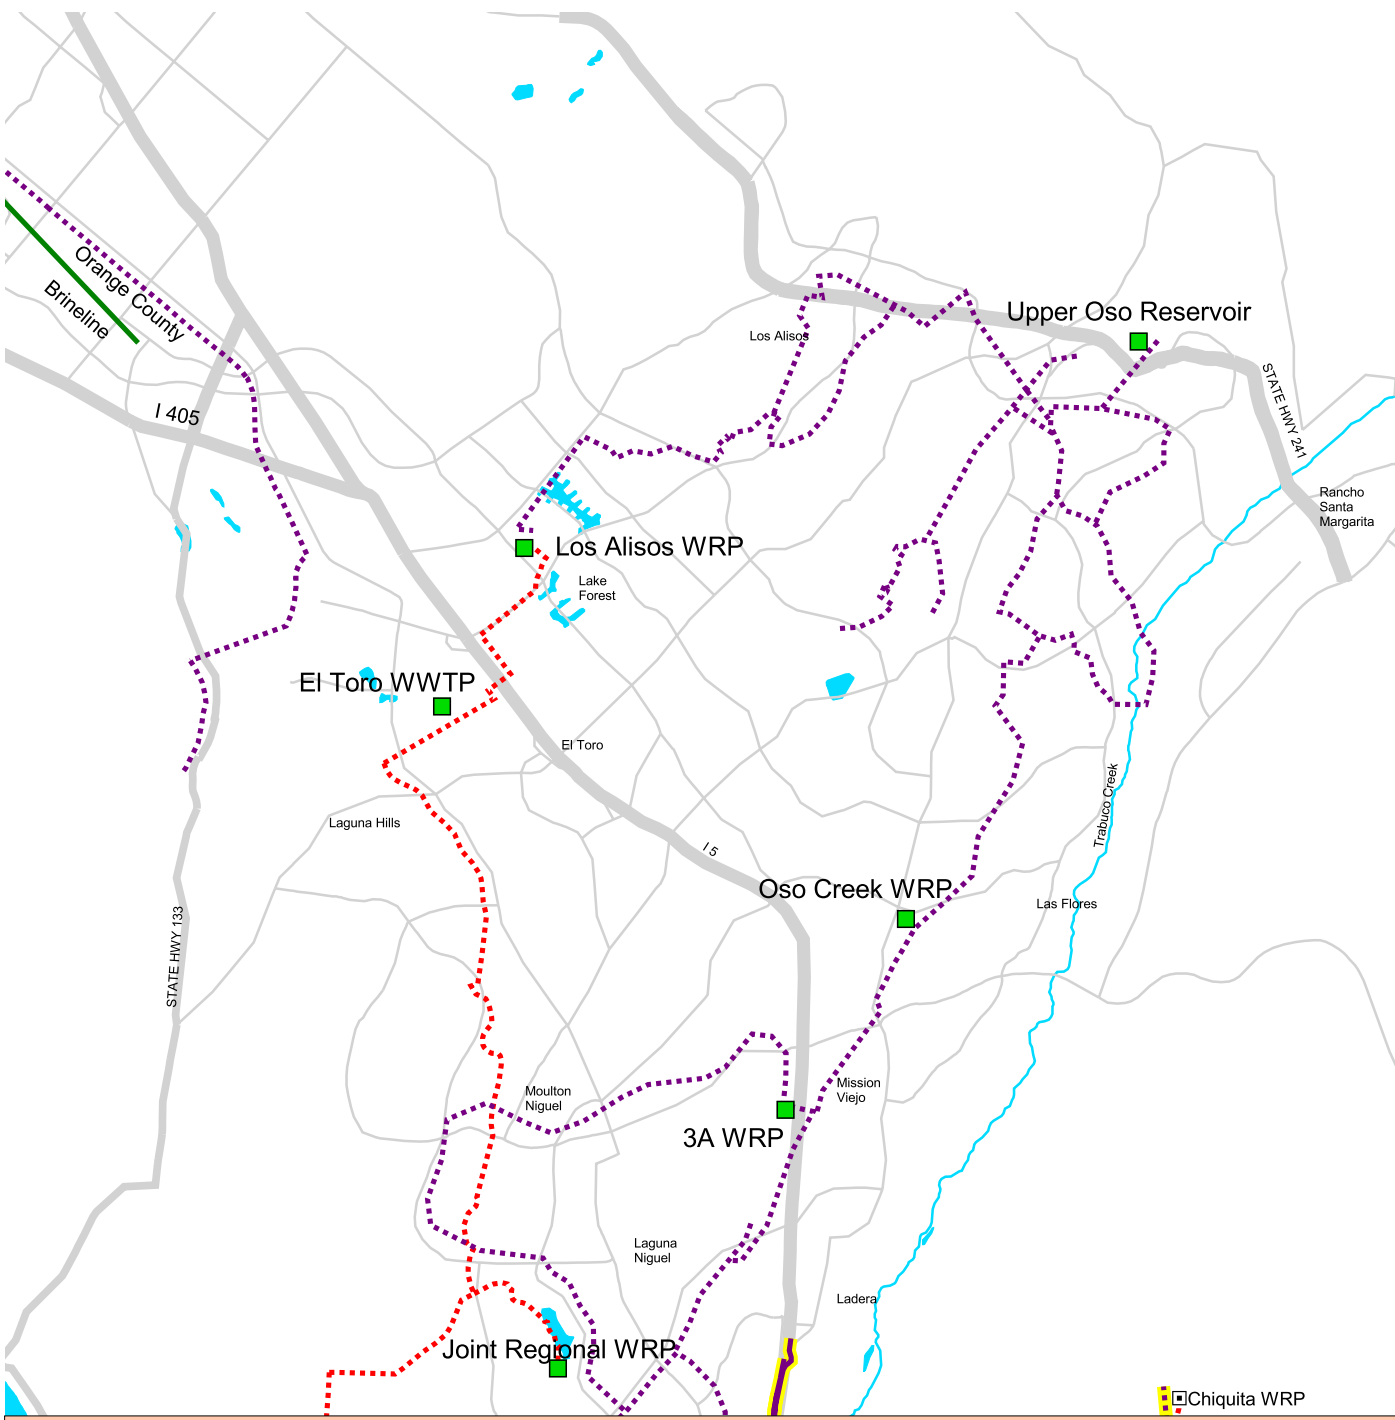 Upper Oso Reservoir
Orange County
Brineline
Los Alisos
STATE HWY 241
I 405
Rancho
Santa
Margarita
Los Alisos WRP
Lake
Forest
El Toro WWTP
El Toro
Trabuco Creek
Laguna Hills
I 5
Oso Creek WRP
Las Flores
STATE HWY 133
Moulton
Niguel
Mission
Viejo
3A WRP
Laguna
Niguel
Ladera
Joint Regional WRP
Chiquita WRP